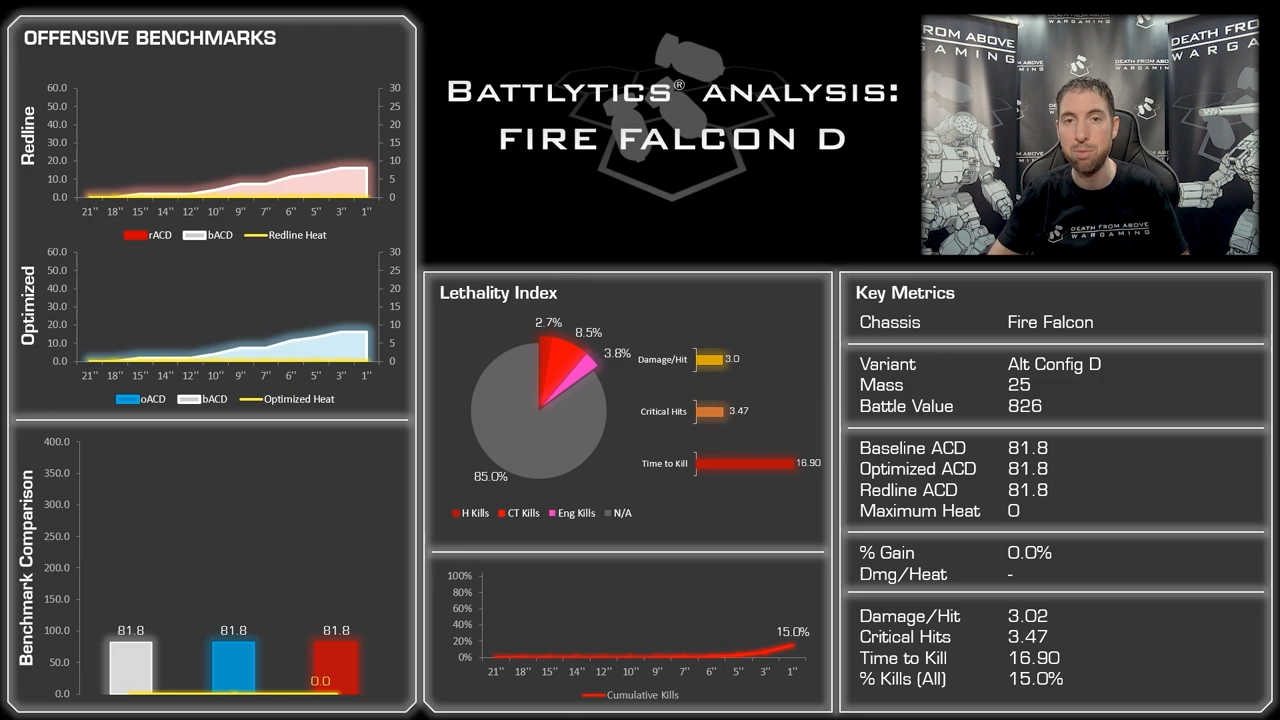 OFFENSIVE BENCHMARKS
Redline
60.0
50.0
40.0
30.0
20.0
10.0
0.0
30
25
20
15
10
5
0
21" 18" 15" 14" 12" 10" 9" 7" 6" 5" 3" 1"
rACD bACD Redline Heat
Optimized
60.0
50.0
40.0
30.0
20.0
10.0
0.0
30
25
20
15
10
5
0
21" 18" 15" 14" 12" 10" 9" 7" 6" 5" 3" 1"
oACD bACD Optimized Heat
Benchmark Comparison
400.0
350.0
300.0
250.0
200.0
150.0
100.0
50.0
0.0
81.8 81.8 81.8
0.0
BATTLYTICS® ANALYSIS:
FIRE FALCON D
ROM ABOVE
GAMING
DEATH FROM ABOVE
WARGAMING
DEATH FROM
WARGA
DEATH FROM ABOVE
WARGAMING
Lethality Index
2.7%
8.5%
3.8%
85.0%
Damage/Hit 3.0
Critical Hits 3.47
Time to Kill 16.90
H Kills CT Kills Eng Kills N/A
100%
80%
60%
40%
20%
0%
15.0%
21" 18" 15" 14" 12" 10" 9" 7" 6" 5" 3" 1"
Cumulative Kills
Key Metrics
Chassis Fire Falcon
Variant Alt Config D
Mass 25
Battle Value 826
Baseline ACD 81.8
Optimized ACD 81.8
Redline ACD 81.8
Maximum Heat 0
% Gain 0.0%
Dmg/Heat -
Damage/Hit 3.02
Critical Hits 3.47
Time to Kill 16.90
% Kills (All) 15.0%